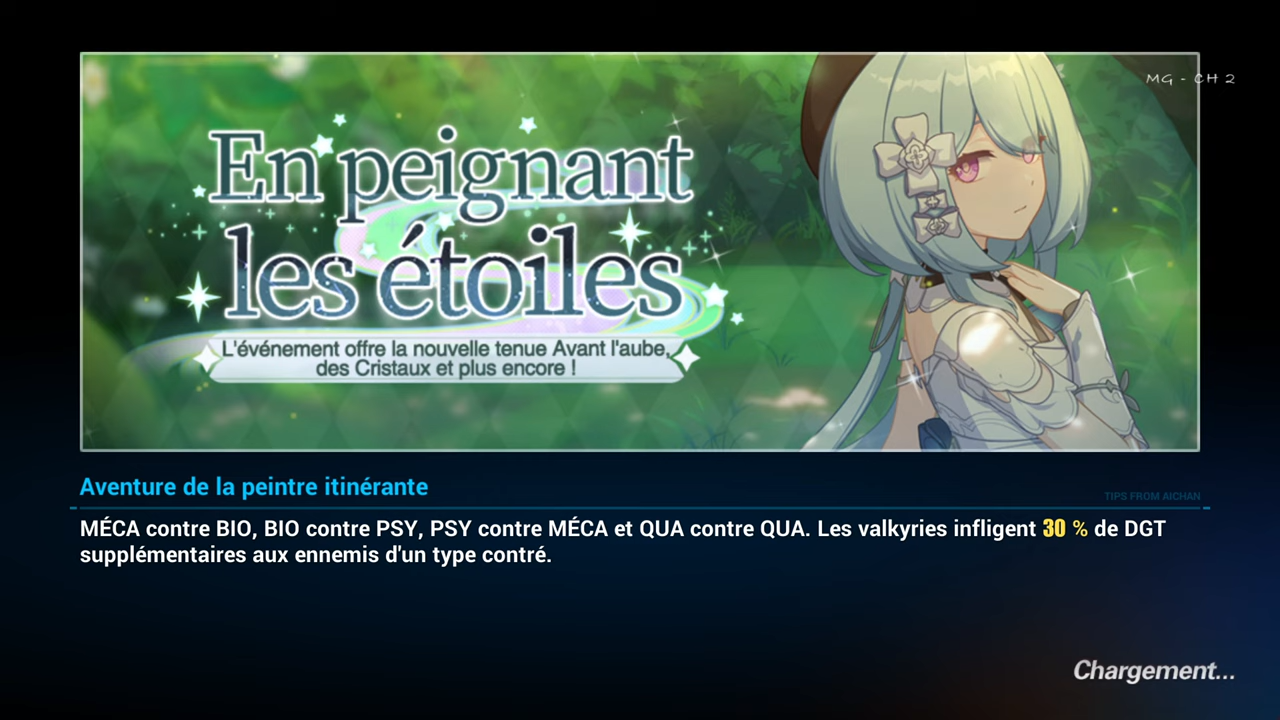 MG - CH 2
En peignant
les étoiles
L'événement offre la nouvelle tenue Avant l'aube,
des Cristaux et plus encore !
Aventure de la peintre itinérante
TIPS FROM AICHAN
MÉCA contre BIO, BIO contre PSY, PSY contre MÉCA et QUA contre QUA. Les valkyries infligent 30 % de DGT
supplémentaires aux ennemis d'un type contré.
Chargement...